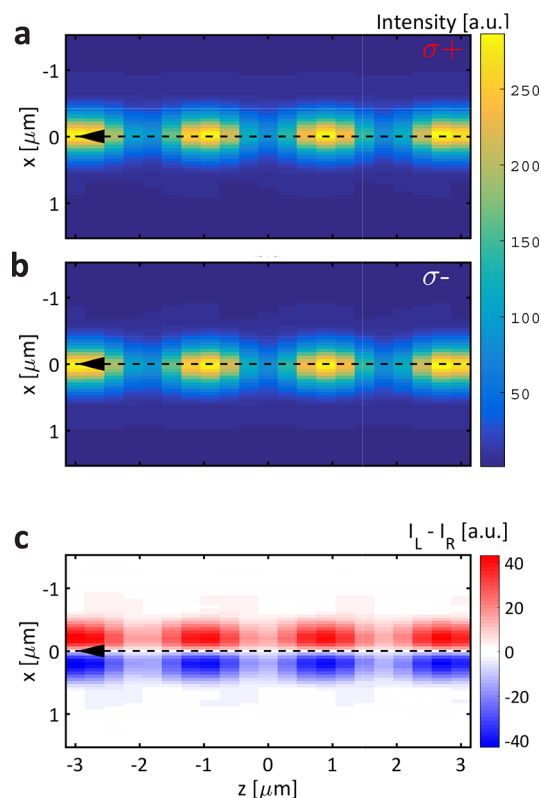 a
Intensity [a.u.]
σ+
-1
0
1
x [μm]
250
200
150
100
50
b
σ-
-1
0
1
x [μm]
c
I_L - I_R [a.u.]
-1
0
1
x [μm]
40
20
0
-20
-40
-3 -2 -1 0 1 2 3
z [μm]